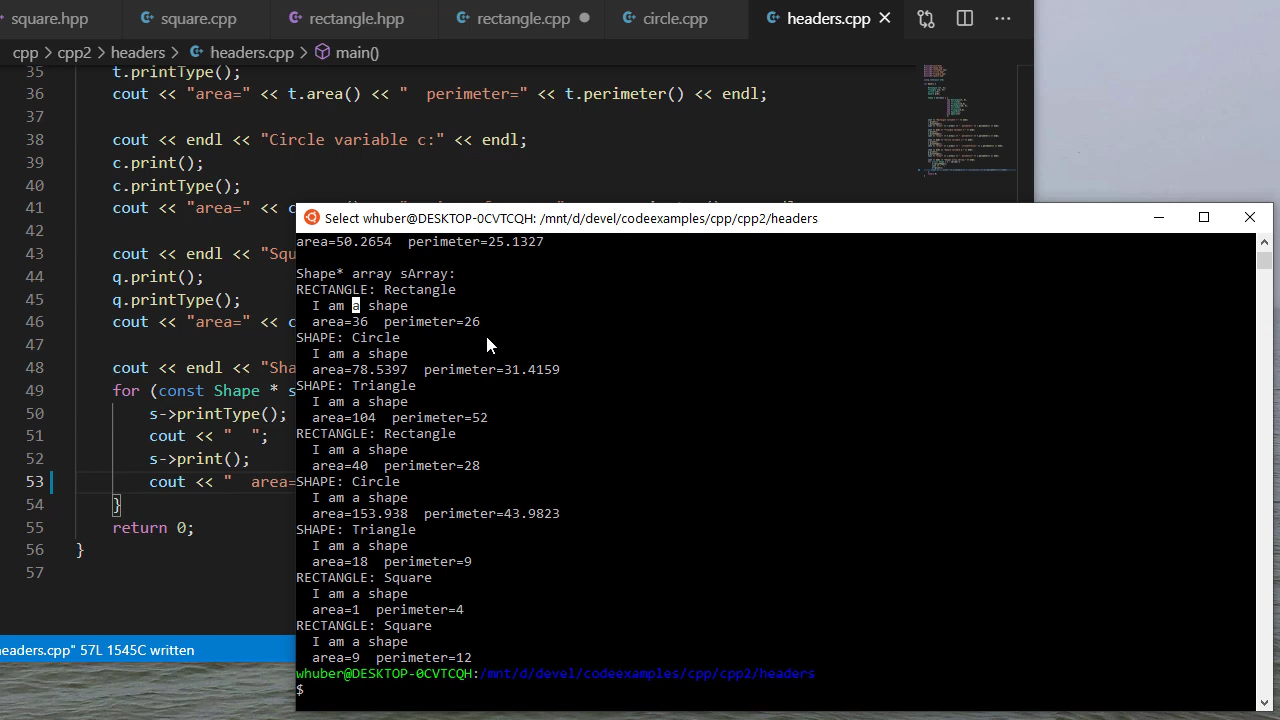 square.hpp square.cpp rectangle.hpp rectangle.cpp circle.cpp headers.cpp
cpp > cpp2 > headers > headers.cpp > main()
35 t.printType();
36 cout << "area=" << t.area() << "  perimeter=" << t.perimeter() << endl;
37
38 cout << endl << "Circle variable c:" << endl;
39 c.print();
40 c.printType();
41 cout << "area=" <<
42
43 cout << endl << "Squ
44 q.print();
45 q.printType();
46 cout << "area=" <<
47
48 cout << endl << "Sha
49 for (const Shape * s
50 s->printType();
51 cout << "  ";
52 s->print();
53 cout << "  area=
54 }
55 return 0;
56 }
57
eaders.cpp" 57L 1545C written
Select whuber@DESKTOP-0CVTCQH: /mnt/d/devel/codeexamples/cpp/cpp2/headers
area=50.2654  perimeter=25.1327
Shape* array sArray:
RECTANGLE: Rectangle
  I am a shape
  area=36  perimeter=26
SHAPE: Circle
  I am a shape
  area=78.5397  perimeter=31.4159
SHAPE: Triangle
  I am a shape
  area=104  perimeter=52
RECTANGLE: Rectangle
  I am a shape
  area=40  perimeter=28
SHAPE: Circle
  I am a shape
  area=153.938  perimeter=43.9823
SHAPE: Triangle
  I am a shape
  area=18  perimeter=9
RECTANGLE: Square
  I am a shape
  area=1  perimeter=4
RECTANGLE: Square
  I am a shape
  area=9  perimeter=12
whuber@DESKTOP-0CVTCQH:/mnt/d/devel/codeexamples/cpp/cpp2/headers
$